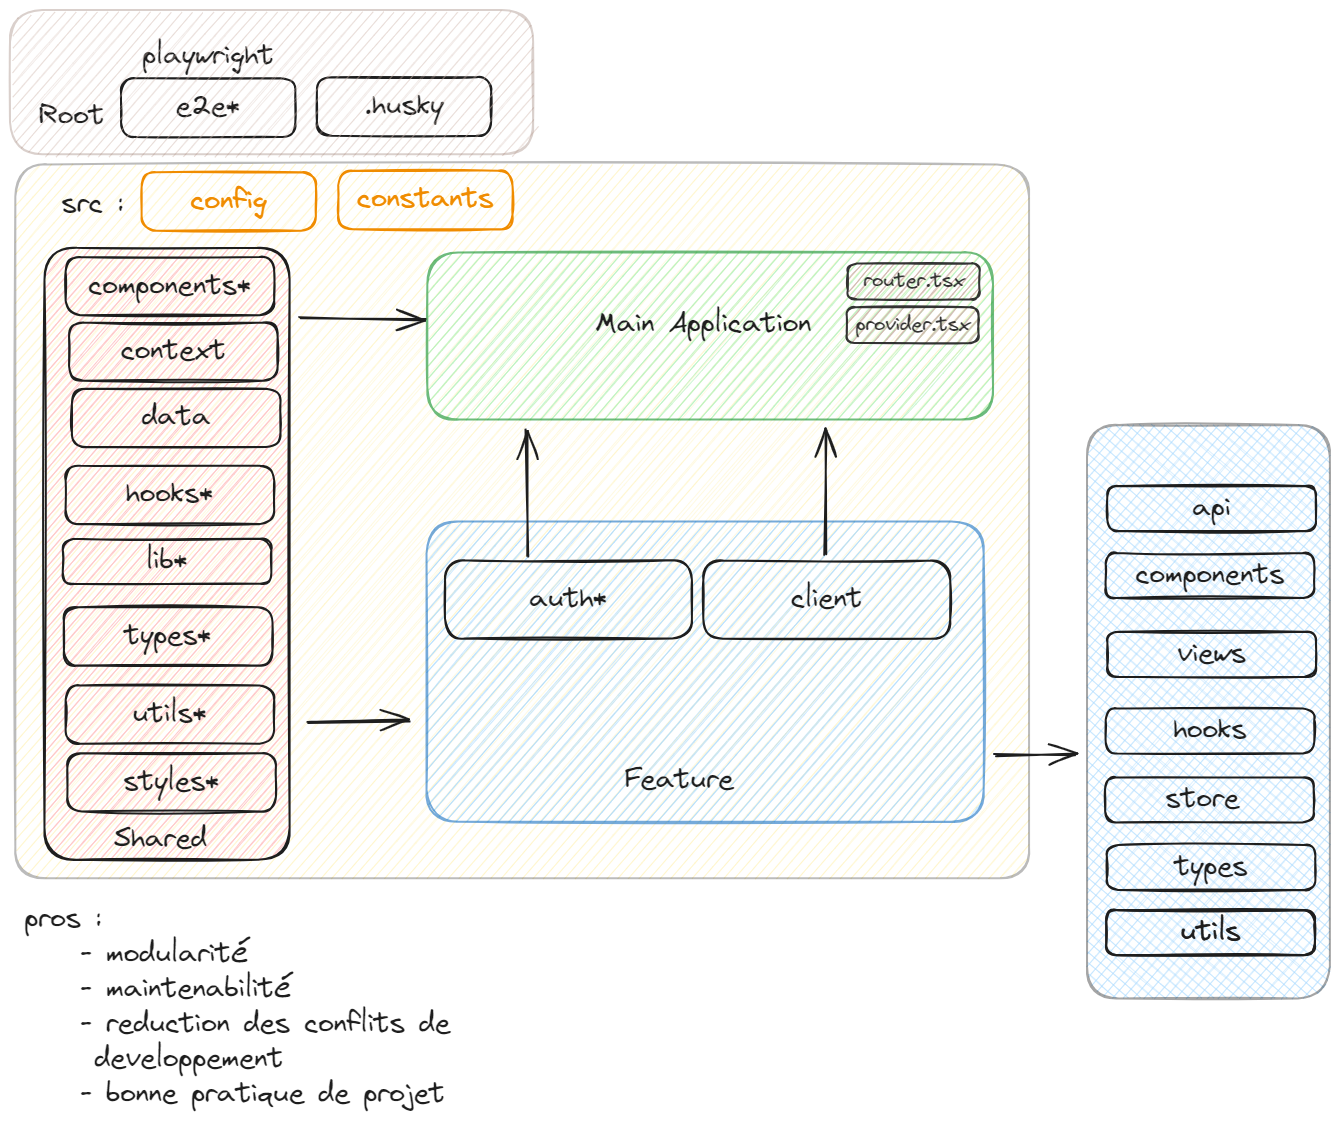 playwright
Root
e2e*
.husky
src :
config
constants
components*
context
data
hooks*
lib*
types*
utils*
styles*
Shared
Main Application
router.tsx
provider.tsx
auth*
client
Feature
api
components
views
hooks
store
types
utils
pros :
- modularité
- maintenabilité
- reduction des conflits de
developpement
- bonne pratique de projet